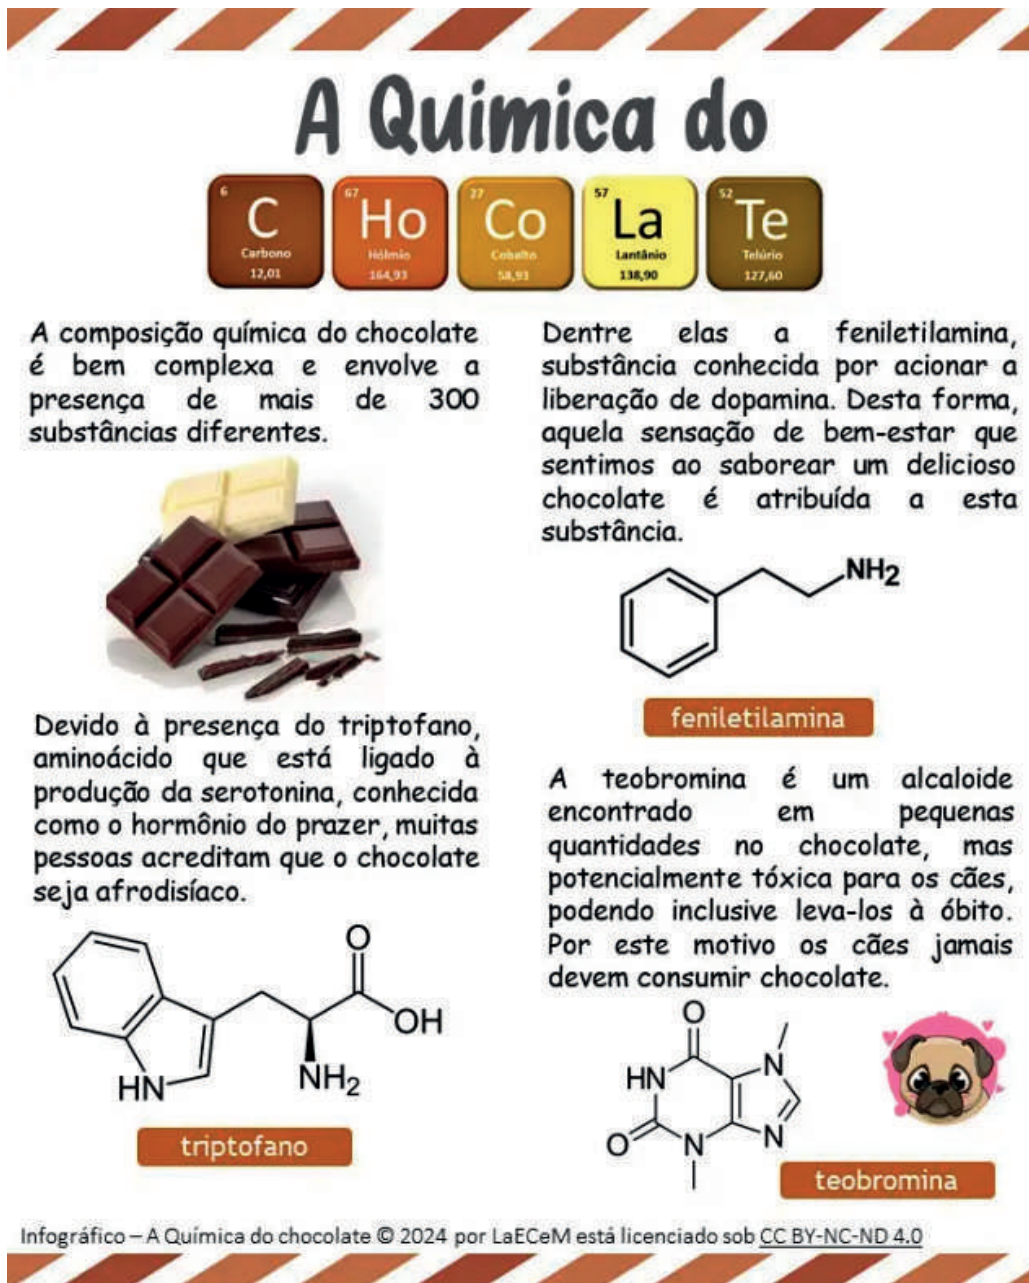 A Quimica do
6
C
Carbono
12,01
67
Ho
Hólmio
164,93
27
Co
Cobalto
58,93
57
La
Lantânio
138,90
52
Te
Telúrio
127,60
A composição química do chocolate
é bem complexa e envolve a
presença de mais de 300
substâncias diferentes.
Devido à presença do triptofano,
aminoácido que está ligado à
produção da serotonina, conhecida
como o hormônio do prazer, muitas
pessoas acreditam que o chocolate
seja afrodisíaco.
O
OH
NH2
HN
triptofano
Dentre elas a feniletilamina,
substância conhecida por acionar a
liberação de dopamina. Desta forma,
aquela sensação de bem-estar que
sentimos ao saborear um delicioso
chocolate é atribuída a esta
substância.
NH2
feniletilamina
A teobromina é um alcaloide
encontrado em pequenas
quantidades no chocolate, mas
potencialmente tóxica para os cães,
podendo inclusive leva-los à óbito.
Por este motivo os cães jamais
devem consumir chocolate.
O
HN
N
O
N
N
teobromina
Infográfico – A Química do chocolate © 2024 por LaECeM está licenciado sob CC BY-NC-ND 4.0